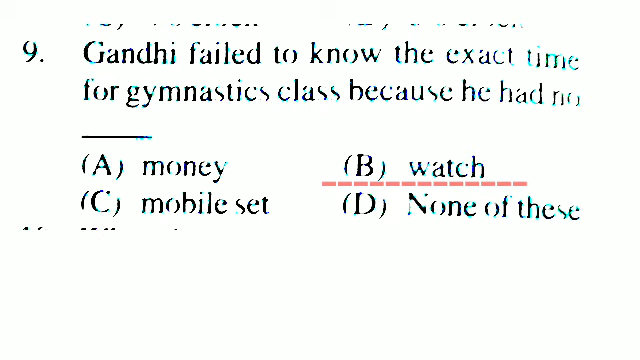 9. Gandhi failed to know the exact time
for gymnastics class because he had no
______
(A) money (B) watch
(C) mobile set (D) None of these